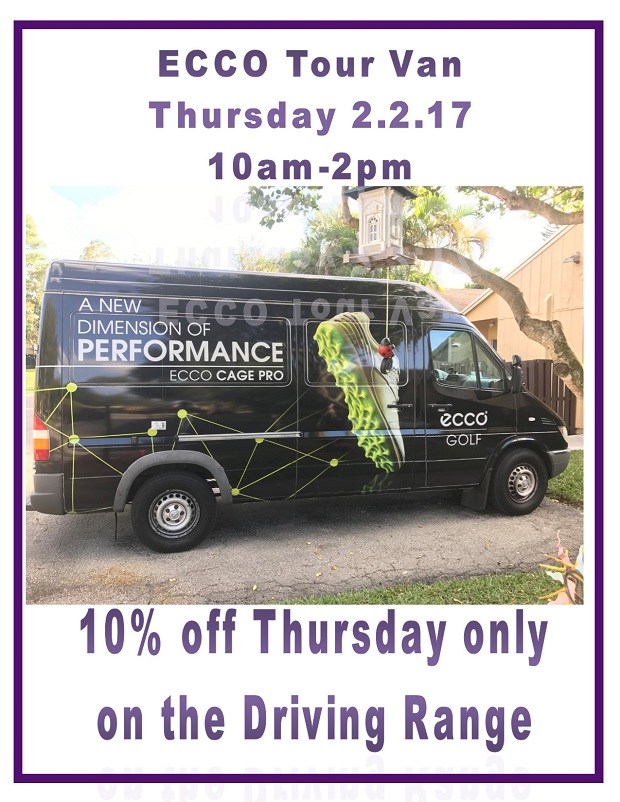 ECCO Tour Van
Thursday 2.2.17
10am-2pm
A NEW
DIMENSION OF
PERFORMANCE
ECCO CAGE PRO
ecco
GOLF
10% off Thursday only
on the Driving Range